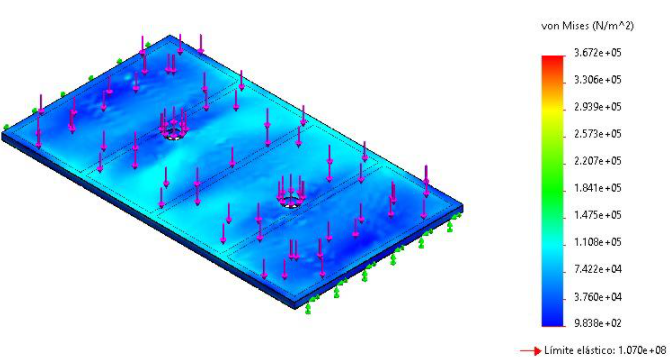 von Mises (N/m^2)
3.672e+05
3.306e+05
2.939e+05
2.573e+05
2.207e+05
1.841e+05
1.475e+05
1.108e+05
7.422e+04
3.760e+04
9.838e+02
Límite elástico: 1.070e+08